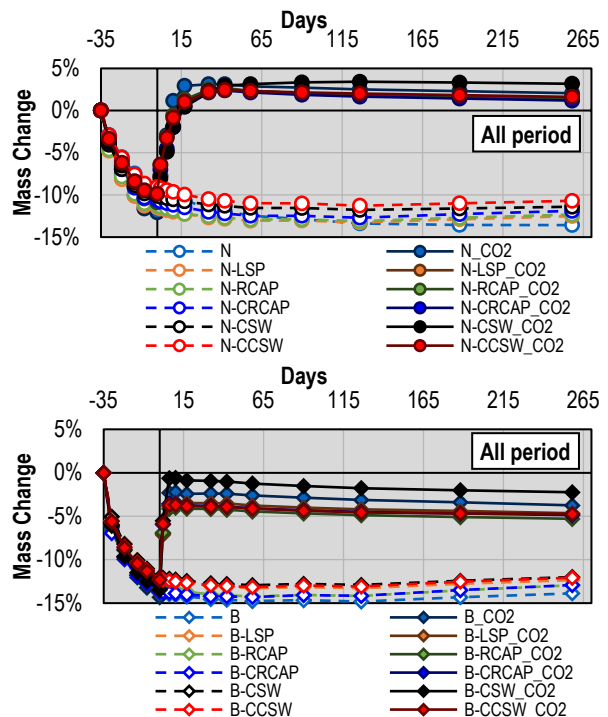 Days
-35 15 65 115 165 215 265
5%
0%
-5%
-10%
-15%
Mass Change
All period
N N_CO2
N-LSP N-LSP_CO2
N-RCAP N-RCAP_CO2
N-CRCAP N-CRCAP_CO2
N-CSW N-CSW_CO2
N-CCSW N-CCSW_CO2
Days
-35 15 65 115 165 215 265
5%
0%
-5%
-10%
-15%
Mass Change
All period
B B_CO2
B-LSP B-LSP_CO2
B-RCAP B-RCAP_CO2
B-CRCAP B-CRCAP_CO2
B-CSW B-CSW_CO2
B-CCSW B-CCSW_CO2